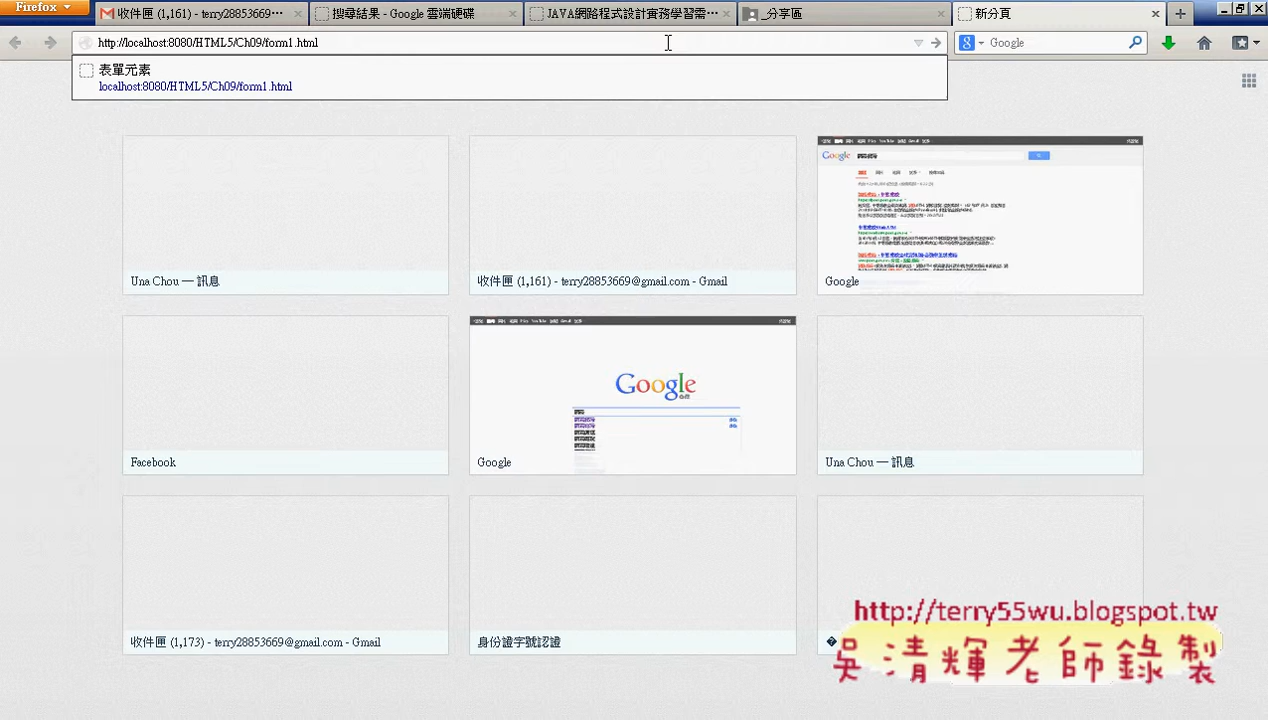 Firefox
收件匣 (1,161) - terry28853669···
搜尋結果 - Google 雲端硬碟
JAVA網路程式設計實務學習需···
_分享區
新分頁
http://localhost:8080/HTML5/Ch09/form1.html
Google
表單元素
localhost:8080/HTML5/Ch09/form1.html
Una Chou — 訊息
收件匣 (1,161) - terry28853669@gmail.com - Gmail
Google
Google
Google
Facebook
Google
Una Chou — 訊息
收件匣 (1,173) - terry28853669@gmail.com - Gmail
身份證字號認證
http://terry55wu.blogspot.tw
吳清輝老師錄製